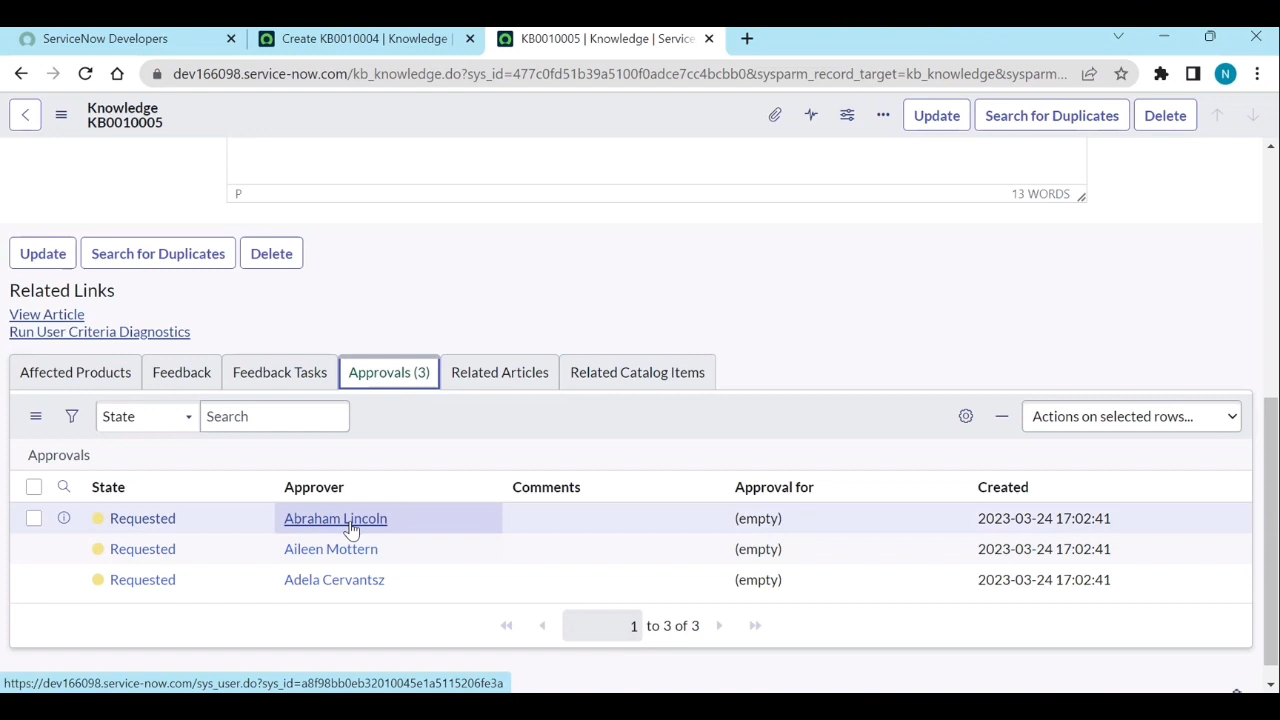 ServiceNow Developers
Create KB0010004 | Knowledge |
KB0010005 | Knowledge | Service
dev166098.service-now.com/kb_knowledge.do?sys_id=477c0fd51b39a5100f0adce7cc4bcbb0&sysparm_record_target=kb_knowledge&sysparm...
N
Knowledge
KB0010005
Update
Search for Duplicates
Delete
P
13 WORDS
Update
Search for Duplicates
Delete
Related Links
View Article
Run User Criteria Diagnostics
Affected Products
Feedback
Feedback Tasks
Approvals (3)
Related Articles
Related Catalog Items
State
Search
Actions on selected rows...
Approvals
State Approver Comments Approval for Created
Requested Abraham Lincoln (empty) 2023-03-24 17:02:41
Requested Aileen Mottern (empty) 2023-03-24 17:02:41
Requested Adela Cervantsz (empty) 2023-03-24 17:02:41
1 to 3 of 3
https://dev166098.service-now.com/sys_user.do?sys_id=a8f98bb0eb32010045e1a5115206fe3a